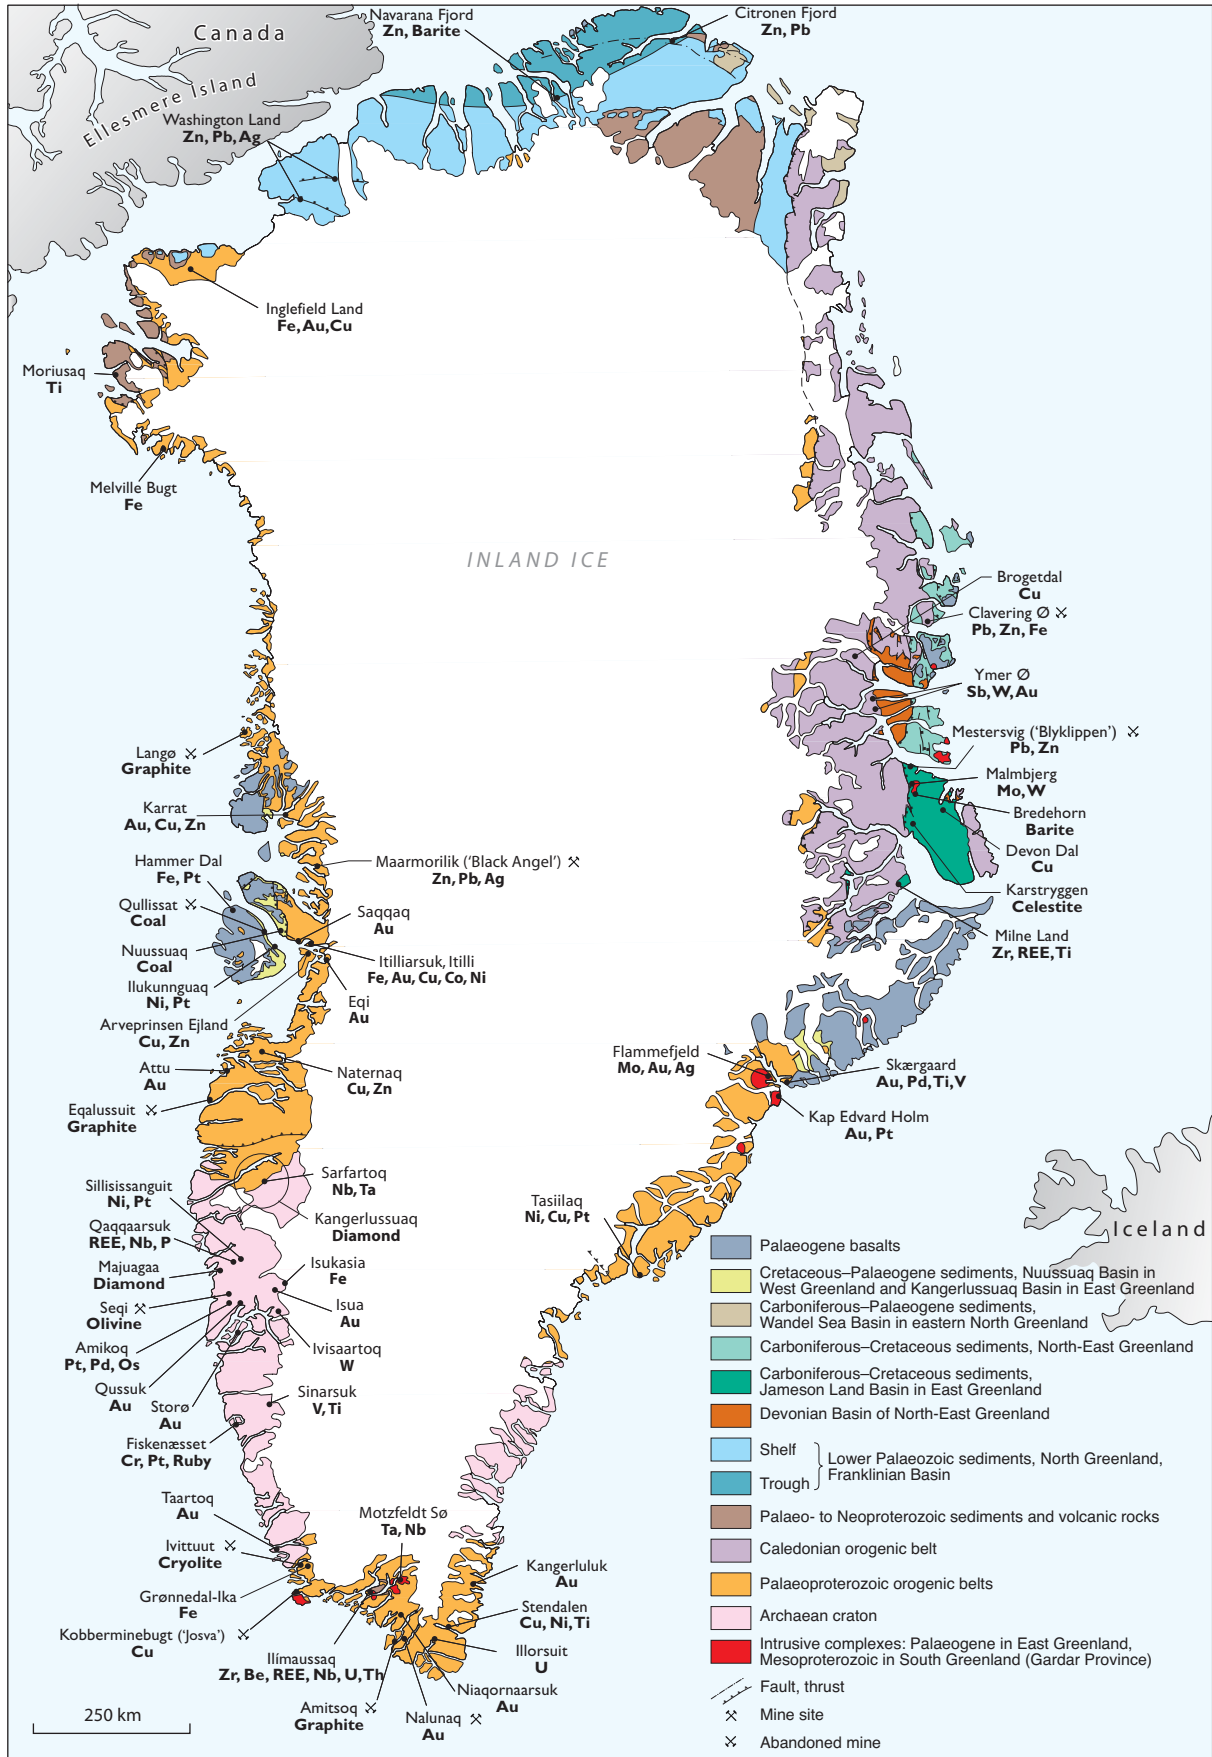 Canada
Ellesmere Island
Navarana Fjord
Zn, Barite
Citronen Fjord
Zn, Pb
Washington Land
Zn, Pb, Ag
Inglefield Land
Fe, Au, Cu
Moriusaq
Ti
Melville Bugt
Fe
INLAND ICE
Brogetdal
Cu
Clavering Ø
Pb, Zn, Fe
Ymer Ø
Sb, W, Au
Mestersvig (‘Blyklippen’)
Pb, Zn
Malmbjerg
Mo, W
Bredehorn
Barite
Devon Dal
Cu
Karstryggen
Celestite
Milne Land
Zr, REE, Ti
Langø
Graphite
Karrat
Au, Cu, Zn
Maarmorilik (‘Black Angel’)
Zn, Pb, Ag
Hammer Dal
Fe, Pt
Qullissat
Coal
Saqqaq
Au
Nuussuaq
Coal
Itilliarsuk, Itilli
Fe, Au, Cu, Co, Ni
Ilukunnguaq
Ni, Pt
Eqi
Au
Arveprinsen Ejland
Cu, Zn
Attu
Au
Naternaq
Cu, Zn
Eqalussuit
Graphite
Flammefjeld
Mo, Au, Ag
Skærgaard
Au, Pd, Ti, V
Kap Edvard Holm
Au, Pt
Sarfartoq
Nb, Ta
Sillisissanguit
Ni, Pt
Kangerlussuaq
Diamond
Tasiilaq
Ni, Cu, Pt
Qaqqaarsuk
REE, Nb, P
Majuagaa
Diamond
Isukasia
Fe
Seqi
Olivine
Isua
Au
Amikoq
Pt, Pd, Os
Ivisaartoq
W
Qussuk
Au
Storø
Au
Sinarsuk
V, Ti
Fiskenæsset
Cr, Pt, Ruby
Taartoq
Au
Motzfeldt Sø
Ta, Nb
Ivittuut
Cryolite
Kangerluluk
Au
Grønnedal-Ika
Fe
Stendalen
Cu, Ni, Ti
Kobberminebugt (‘Josva’)
Cu
Illorsuit
U
Ilímaussaq
Zr, Be, REE, Nb, U, Th
Niaqornaarsuk
Au
Amitsoq
Graphite
Nalunaq
Au
250 km
Iceland
Palaeogene basalts
Cretaceous–Palaeogene sediments, Nuussuaq Basin in
West Greenland and Kangerlussuaq Basin in East Greenland
Carboniferous–Palaeogene sediments,
Wandel Sea Basin in eastern North Greenland
Carboniferous–Cretaceous sediments, North-East Greenland
Carboniferous–Cretaceous sediments,
Jameson Land Basin in East Greenland
Devonian Basin of North-East Greenland
Shelf
Trough
Lower Palaeozoic sediments, North Greenland,
Franklinian Basin
Palaeo- to Neoproterozoic sediments and volcanic rocks
Caledonian orogenic belt
Palaeoproterozoic orogenic belts
Archaean craton
Intrusive complexes: Palaeogene in East Greenland,
Mesoproterozoic in South Greenland (Gardar Province)
Fault, thrust
Mine site
Abandoned mine